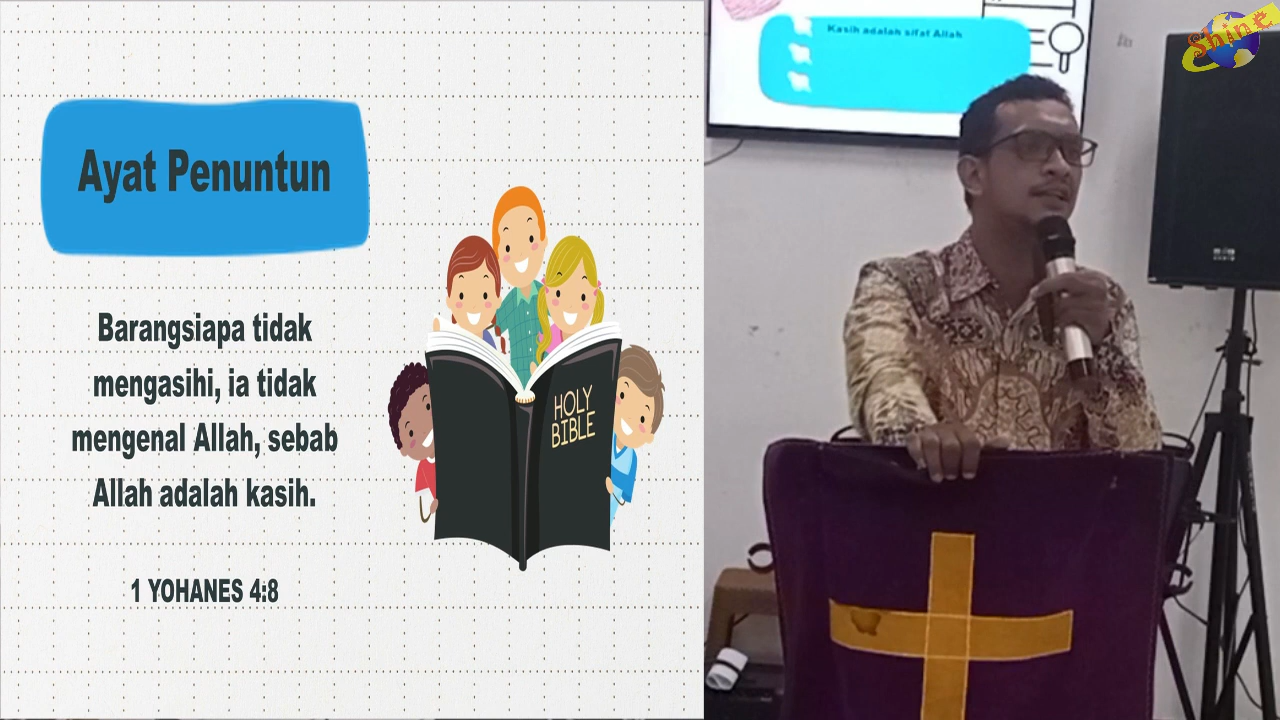 Ayat Penuntun
Barangsiapa tidak
mengasihi, ia tidak
mengenal Allah, sebab
Allah adalah kasih.
1 YOHANES 4:8
HOLY
BIBLE
Kasih adalah sifat Allah
Shine